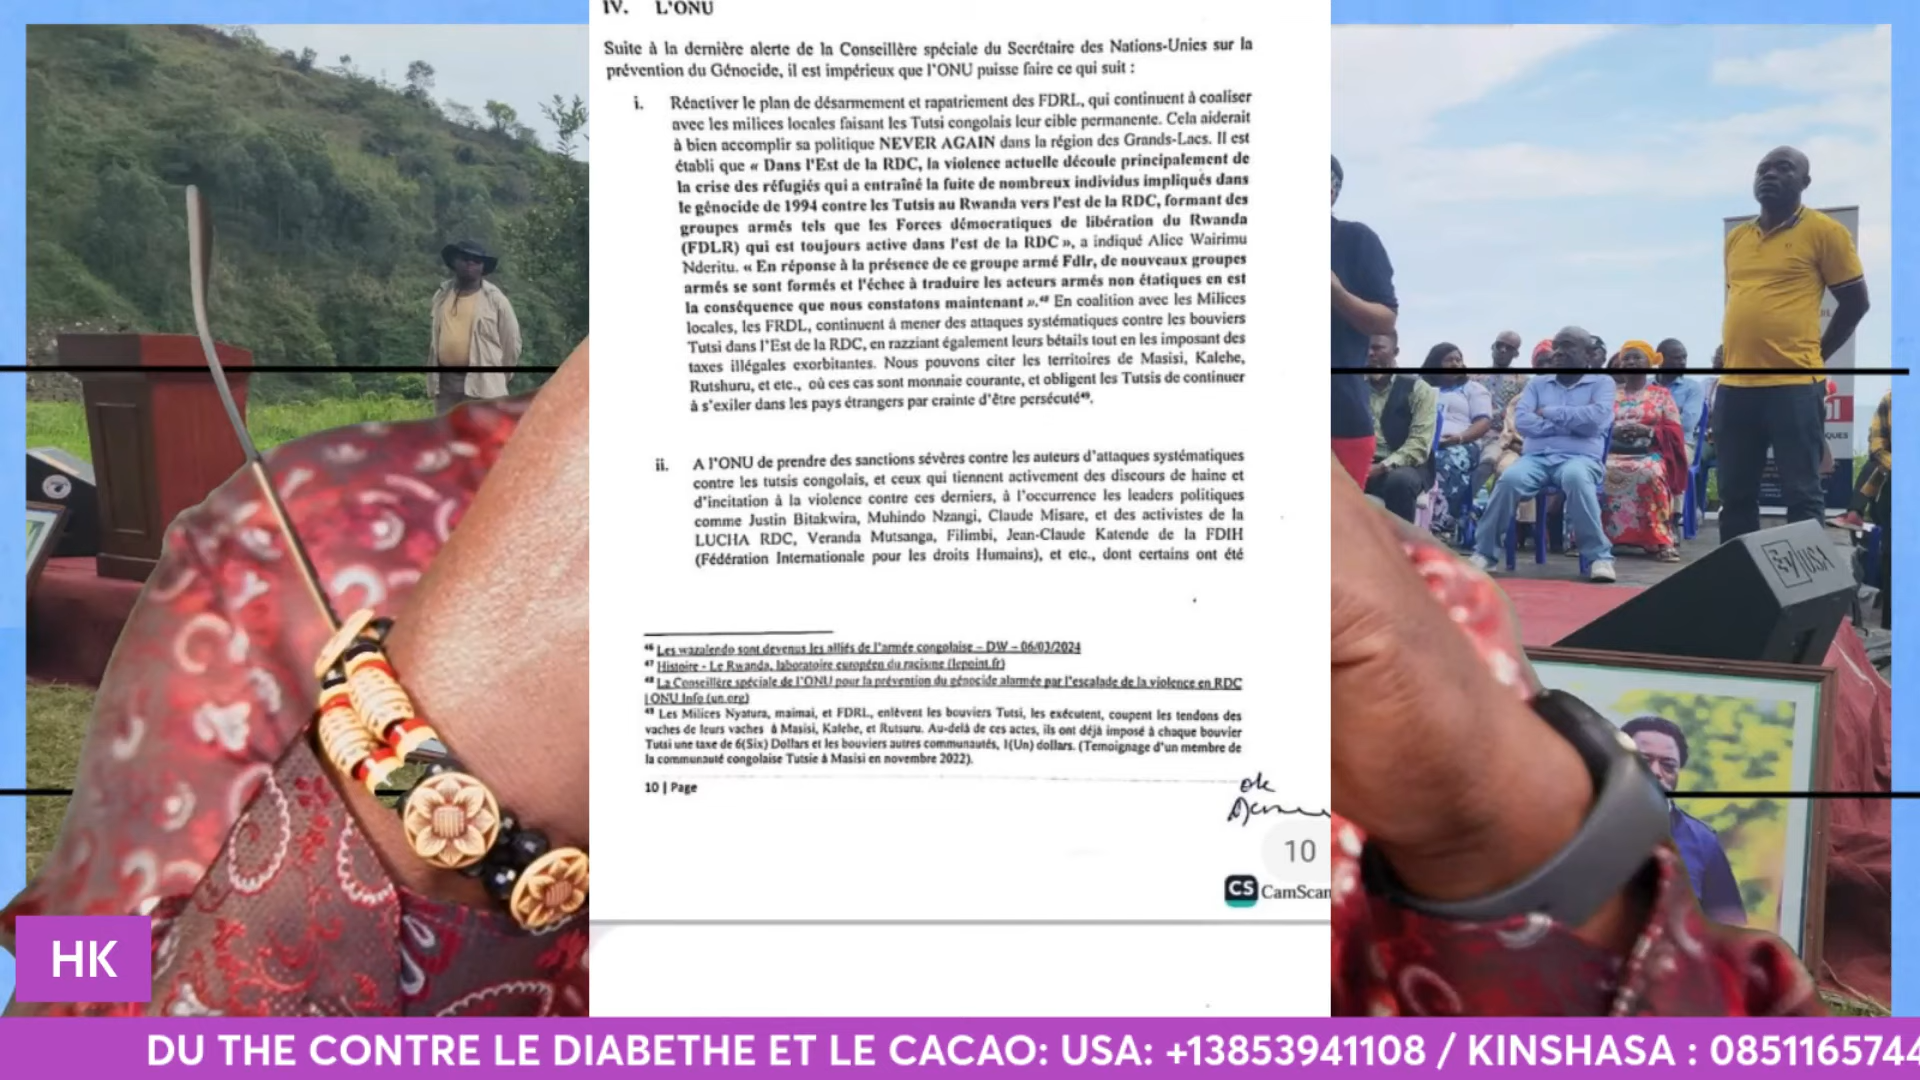 IV. L'ONU
Suite à la dernière alerte de la Conseillère spéciale du Secrétaire des Nations-Unies sur la
prévention du Génocide, il est impérieux que l'ONU puisse faire ce qui suit :
i. Réactiver le plan de désarmement et rapatriement des FDRL, qui continuent à coaliser
avec les milices locales faisant les Tutsi congolais leur cible permanente. Cela aiderait
à bien accomplir sa politique NEVER AGAIN dans la région des Grands-Lacs. Il est
établi que « Dans l'Est de la RDC, la violence actuelle découle principalement de
la crise des réfugiés qui a entraîné la fuite de nombreux individus impliqués dans
le génocide de 1994 contre les Tutsis au Rwanda vers l'est de la RDC, formant des
groupes armés tels que les Forces démocratiques de libération du Rwanda
(FDLR) qui est toujours active dans l'est de la RDC », a indiqué Alice Wairimu
Nderitu. « En réponse à la présence de ce groupe armé Fdlr, de nouveaux groupes
armés se sont formés et l'échec à traduire les acteurs armés non étatiques en est
la conséquence que nous constatons maintenant ».⁴⁸ En coalition avec les Milices
locales, les FRDL, continuent à mener des attaques systématiques contre les bouviers
Tutsi dans l'Est de la RDC, en razziant également leurs bétails tout en les imposant des
taxes illégales exorbitantes. Nous pouvons citer les territoires de Masisi, Kalehe,
Rutshuru, et etc., où ces cas sont monnaie courante, et obligent les Tutsis de continuer
à s'exiler dans les pays étrangers par crainte d'être persécuté⁴⁹.
ii. A l'ONU de prendre des sanctions sévères contre les auteurs d'attaques systématiques
contre les tutsis congolais, et ceux qui tiennent activement des discours de haine et
d'incitation à la violence contre ces derniers, à l'occurrence les leaders politiques
comme Justin Bitakwira, Muhindo Nzangi, Claude Misare, et des activistes de la
LUCHA RDC, Veranda Mutsanga, Filimbi, Jean-Claude Katende de la FDIH
(Fédération Internationale pour les droits Humains), et etc., dont certains ont été
⁴⁶ Les wazalendo sont devenus les alliés de l'armée congolaise – DW – 06/03/2024
⁴⁷ Histoire - Le Rwanda, laboratoire européen du racisme (lepoint.fr)
⁴⁸ La Conseillère spéciale de l'ONU pour la prévention du génocide alarmée par l'escalade de la violence en RDC
| ONU Info (un.org)
⁴⁹ Les Milices Nyatura, maimai, et FDRL, enlèvent les bouviers Tutsi, les exécutent, coupent les tendons des
vaches de leurs vaches à Masisi, Kalehe, et Rutsuru. Au-delà de ces actes, ils ont déjà imposé à chaque bouvier
Tutsi une taxe de 6(Six) Dollars et les bouviers autres communautés, 1(Un) dollars. (Temoignage d'un membre de
la communauté congolaise Tutsie à Masisi en novembre 2022).
10 | Page
ok
10
CS CamScan
EV USA
HK
DU THE CONTRE LE DIABETHE ET LE CACAO: USA: +13853941108 / KINSHASA : 0851165744